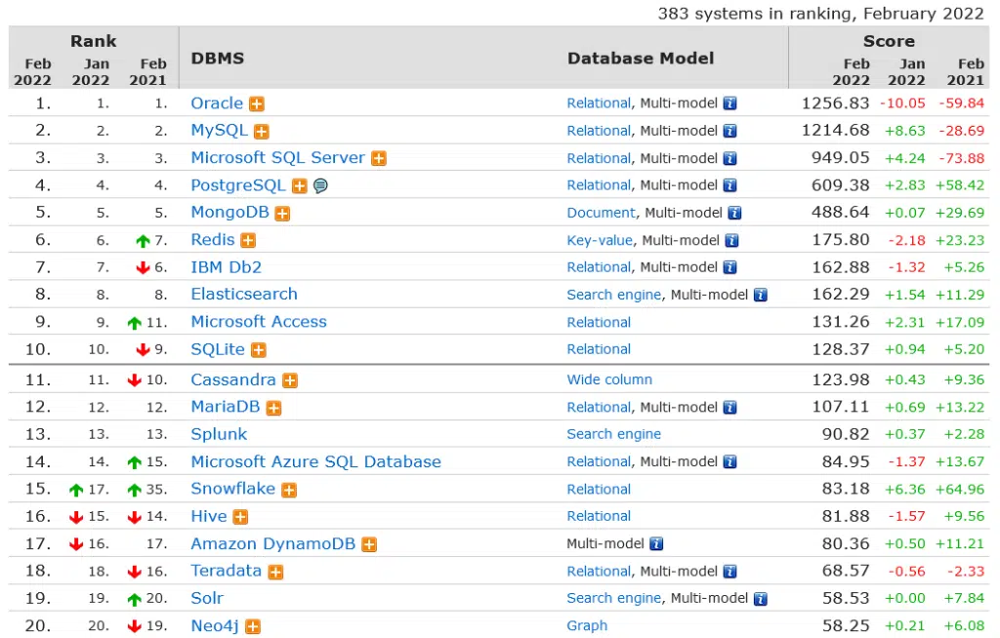 383 systems in ranking, February 2022
Rank DBMS Database Model Score
Feb 2022 Jan 2022 Feb 2021 Feb 2022 Jan 2022 Feb 2021
1. 1. 1. Oracle Relational, Multi-model 1256.83 -10.05 -59.84
2. 2. 2. MySQL Relational, Multi-model 1214.68 +8.63 -28.69
3. 3. 3. Microsoft SQL Server Relational, Multi-model 949.05 +4.24 -73.88
4. 4. 4. PostgreSQL Relational, Multi-model 609.38 +2.83 +58.42
5. 5. 5. MongoDB Document, Multi-model 488.64 +0.07 +29.69
6. 6. 7. Redis Key-value, Multi-model 175.80 -2.18 +23.23
7. 7. 6. IBM Db2 Relational, Multi-model 162.88 -1.32 +5.26
8. 8. 8. Elasticsearch Search engine, Multi-model 162.29 +1.54 +11.29
9. 9. 11. Microsoft Access Relational 131.26 +2.31 +17.09
10. 10. 9. SQLite Relational 128.37 +0.94 +5.20
11. 11. 10. Cassandra Wide column 123.98 +0.43 +9.36
12. 12. 12. MariaDB Relational, Multi-model 107.11 +0.69 +13.22
13. 13. 13. Splunk Search engine 90.82 +0.37 +2.28
14. 14. 15. Microsoft Azure SQL Database Relational, Multi-model 84.95 -1.37 +13.67
15. 17. 35. Snowflake Relational 83.18 +6.36 +64.96
16. 15. 14. Hive Relational 81.88 -1.57 +9.56
17. 16. 17. Amazon DynamoDB Multi-model 80.36 +0.50 +11.21
18. 18. 16. Teradata Relational, Multi-model 68.57 -0.56 -2.33
19. 19. 20. Solr Search engine, Multi-model 58.53 +0.00 +7.84
20. 20. 19. Neo4j Graph 58.25 +0.21 +6.08